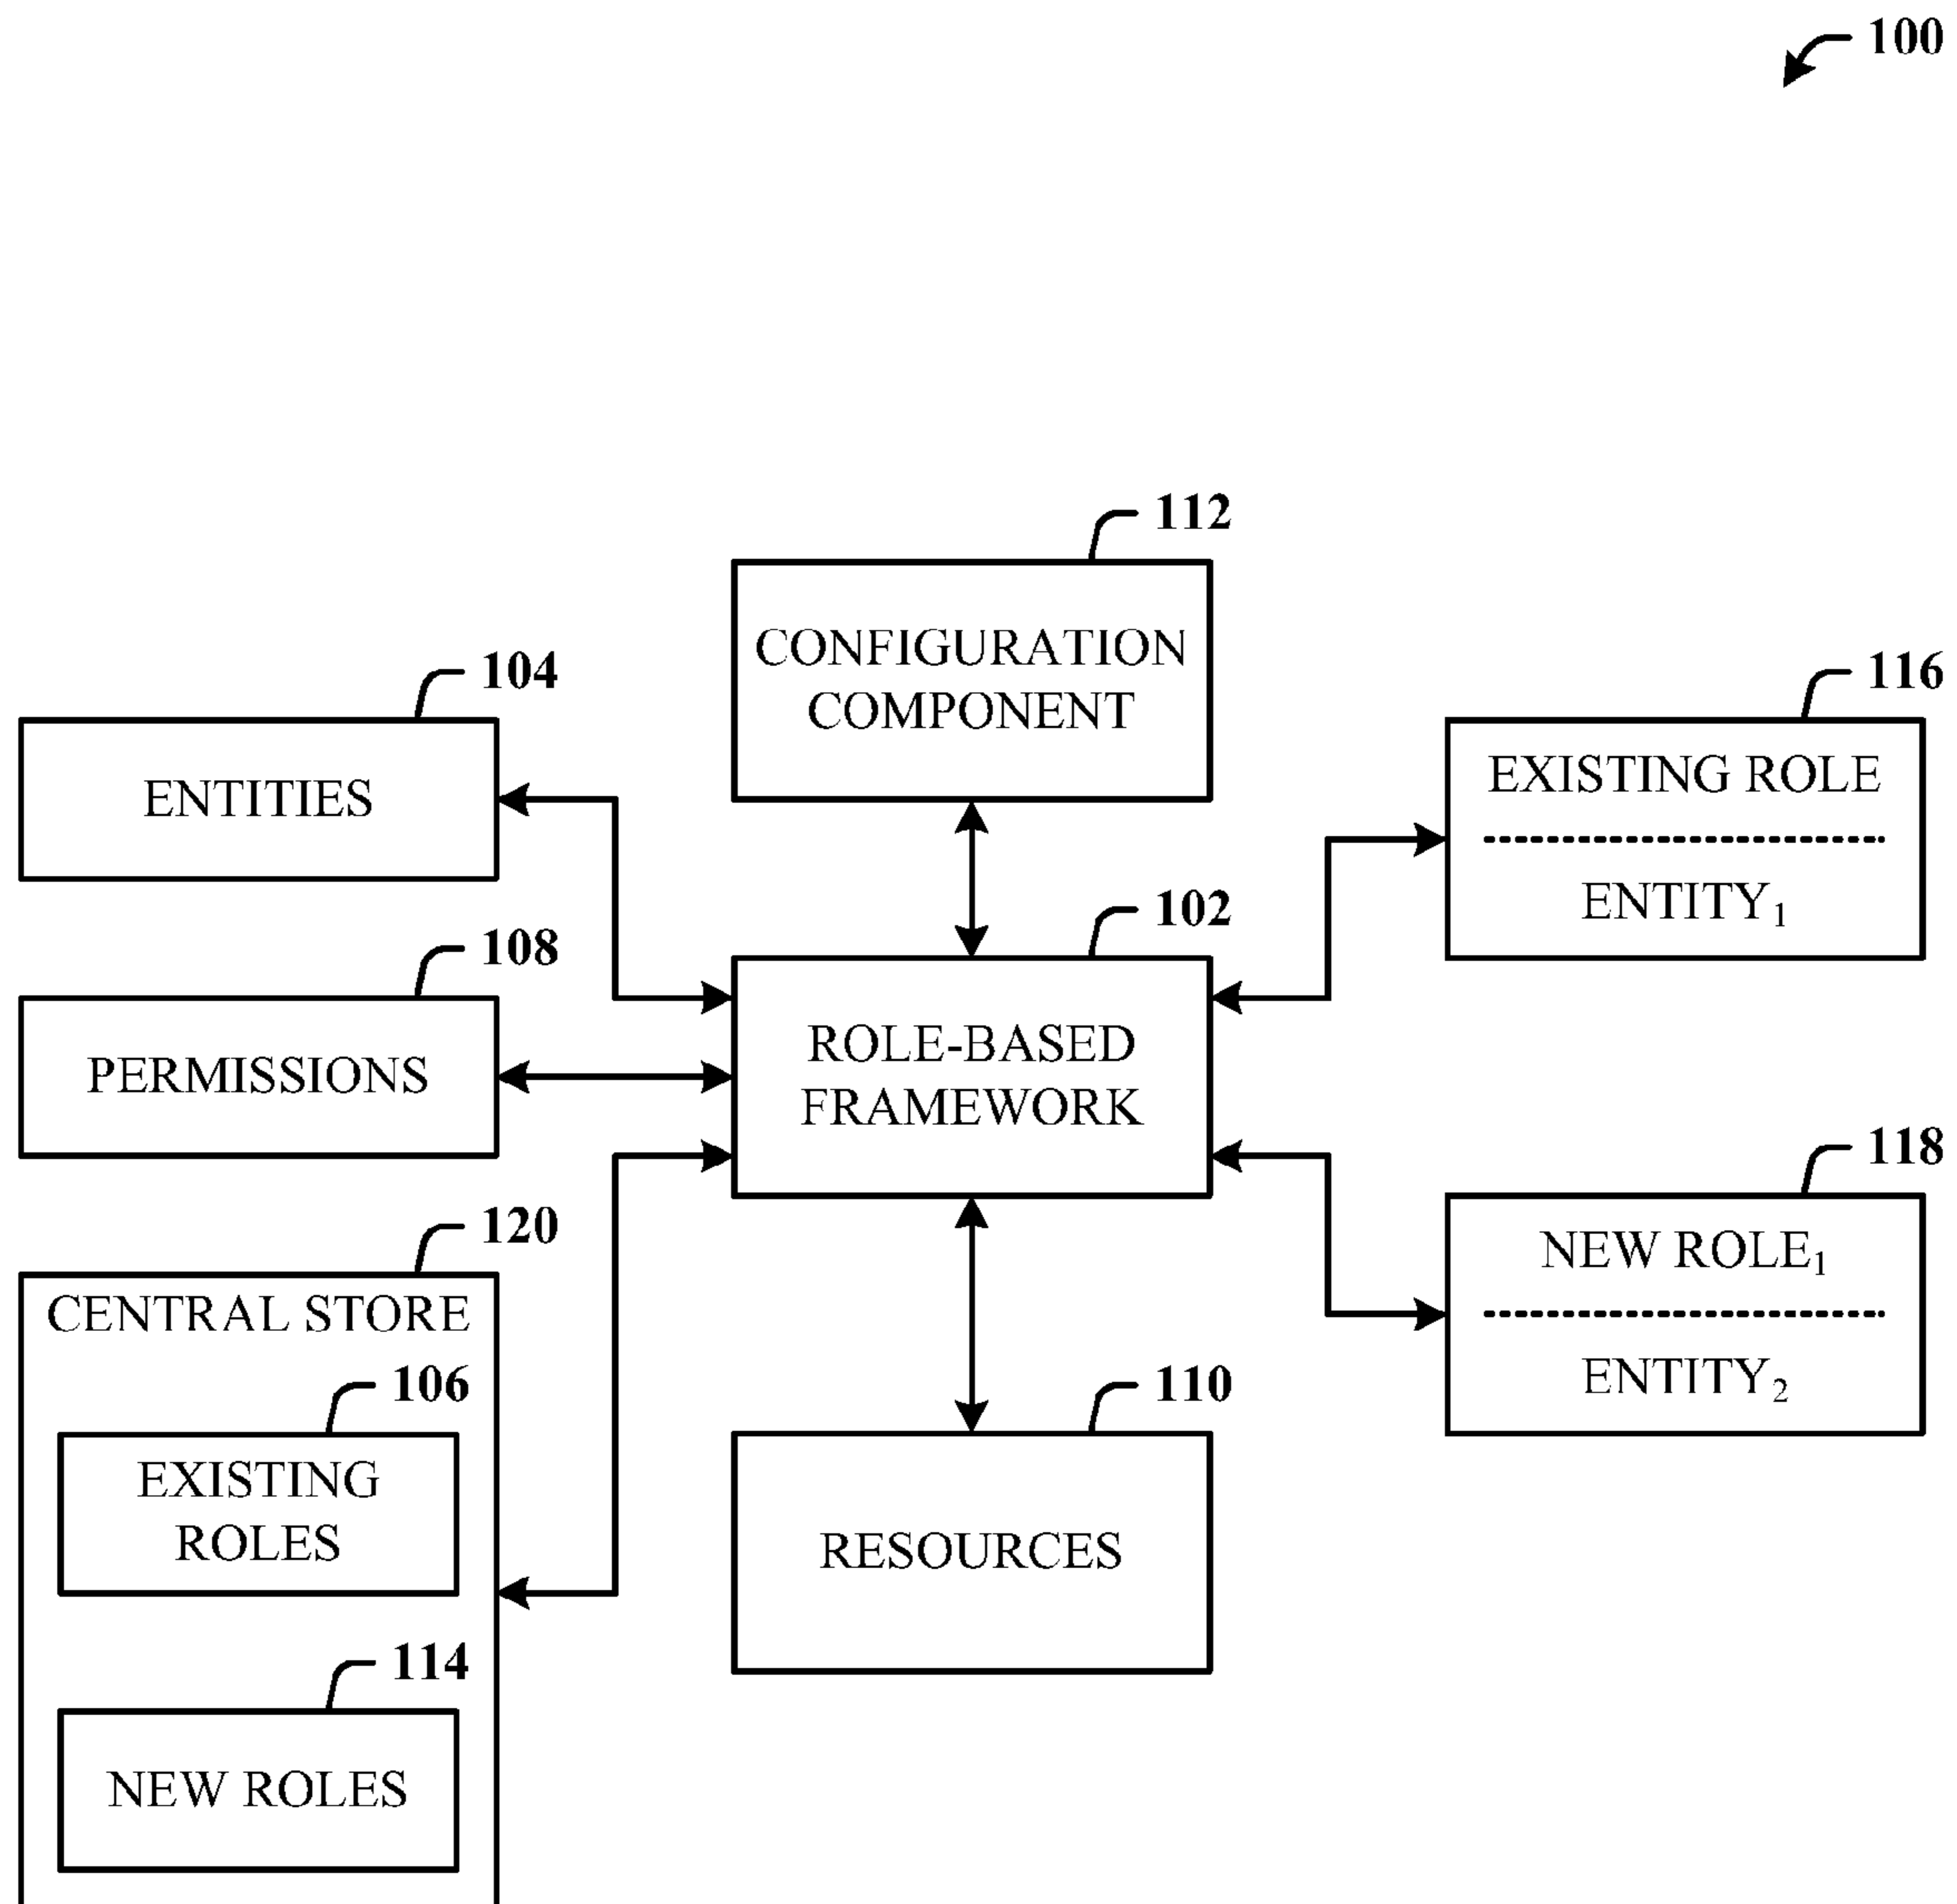 100
112
CONFIGURATION
COMPONENT
104
ENTITIES
116
EXISTING ROLE
ENTITY₁
108
PERMISSIONS
102
ROLE-BASED
FRAMEWORK
118
NEW ROLE₁
ENTITY₂
120
CENTRAL STORE
106
EXISTING
ROLES
114
NEW ROLES
110
RESOURCES